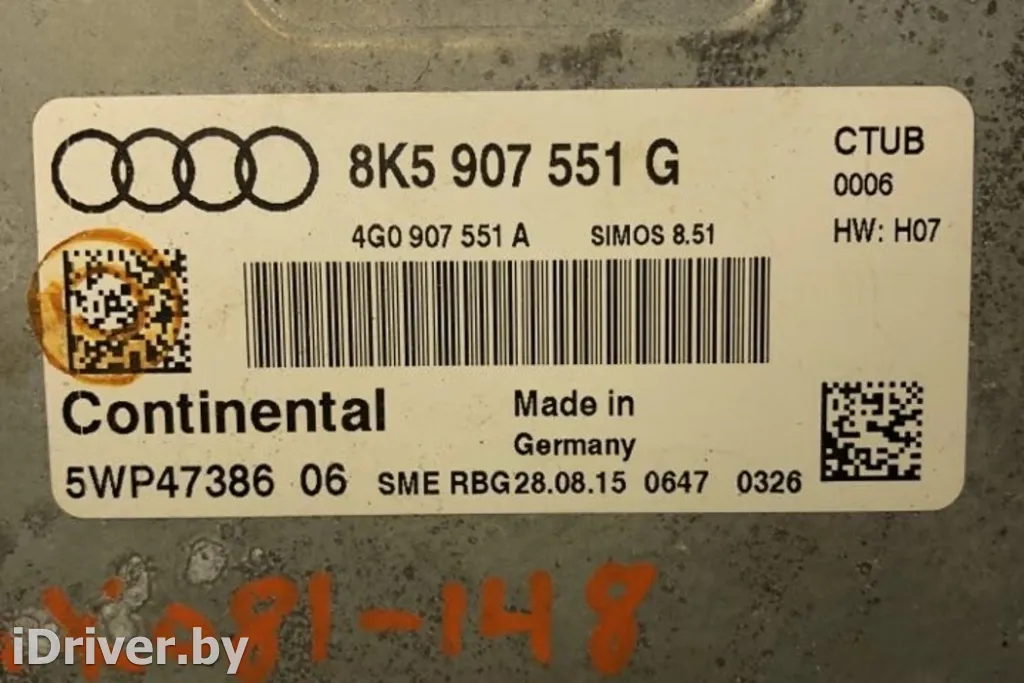 8K5 907 551 G
CTUB
0006
4G0 907 551 A SIMOS 8.51
HW: H07
Continental
Made in
Germany
5WP47386 06 SME RBG28.08.15 0647 0326
081-148
iDriver.by